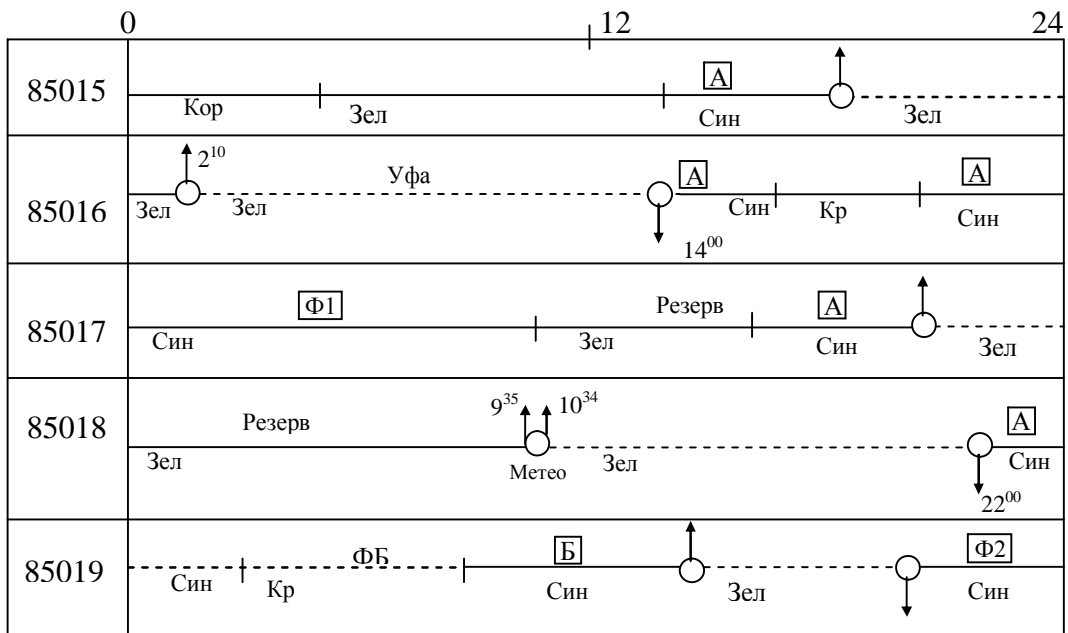 0 12 24
А
85015
Кор Зел Син Зел
2¹⁰ Уфа А А
85016
Зел Зел Син Кр Син
14⁰⁰
Ф1 Резерв А
85017
Син Зел Син Зел
9³⁵ 10³⁴
Резерв А
85018
Зел Метео Зел Син
22⁰⁰
ФБ Б Ф2
85019
Син Кр Син Зел Син